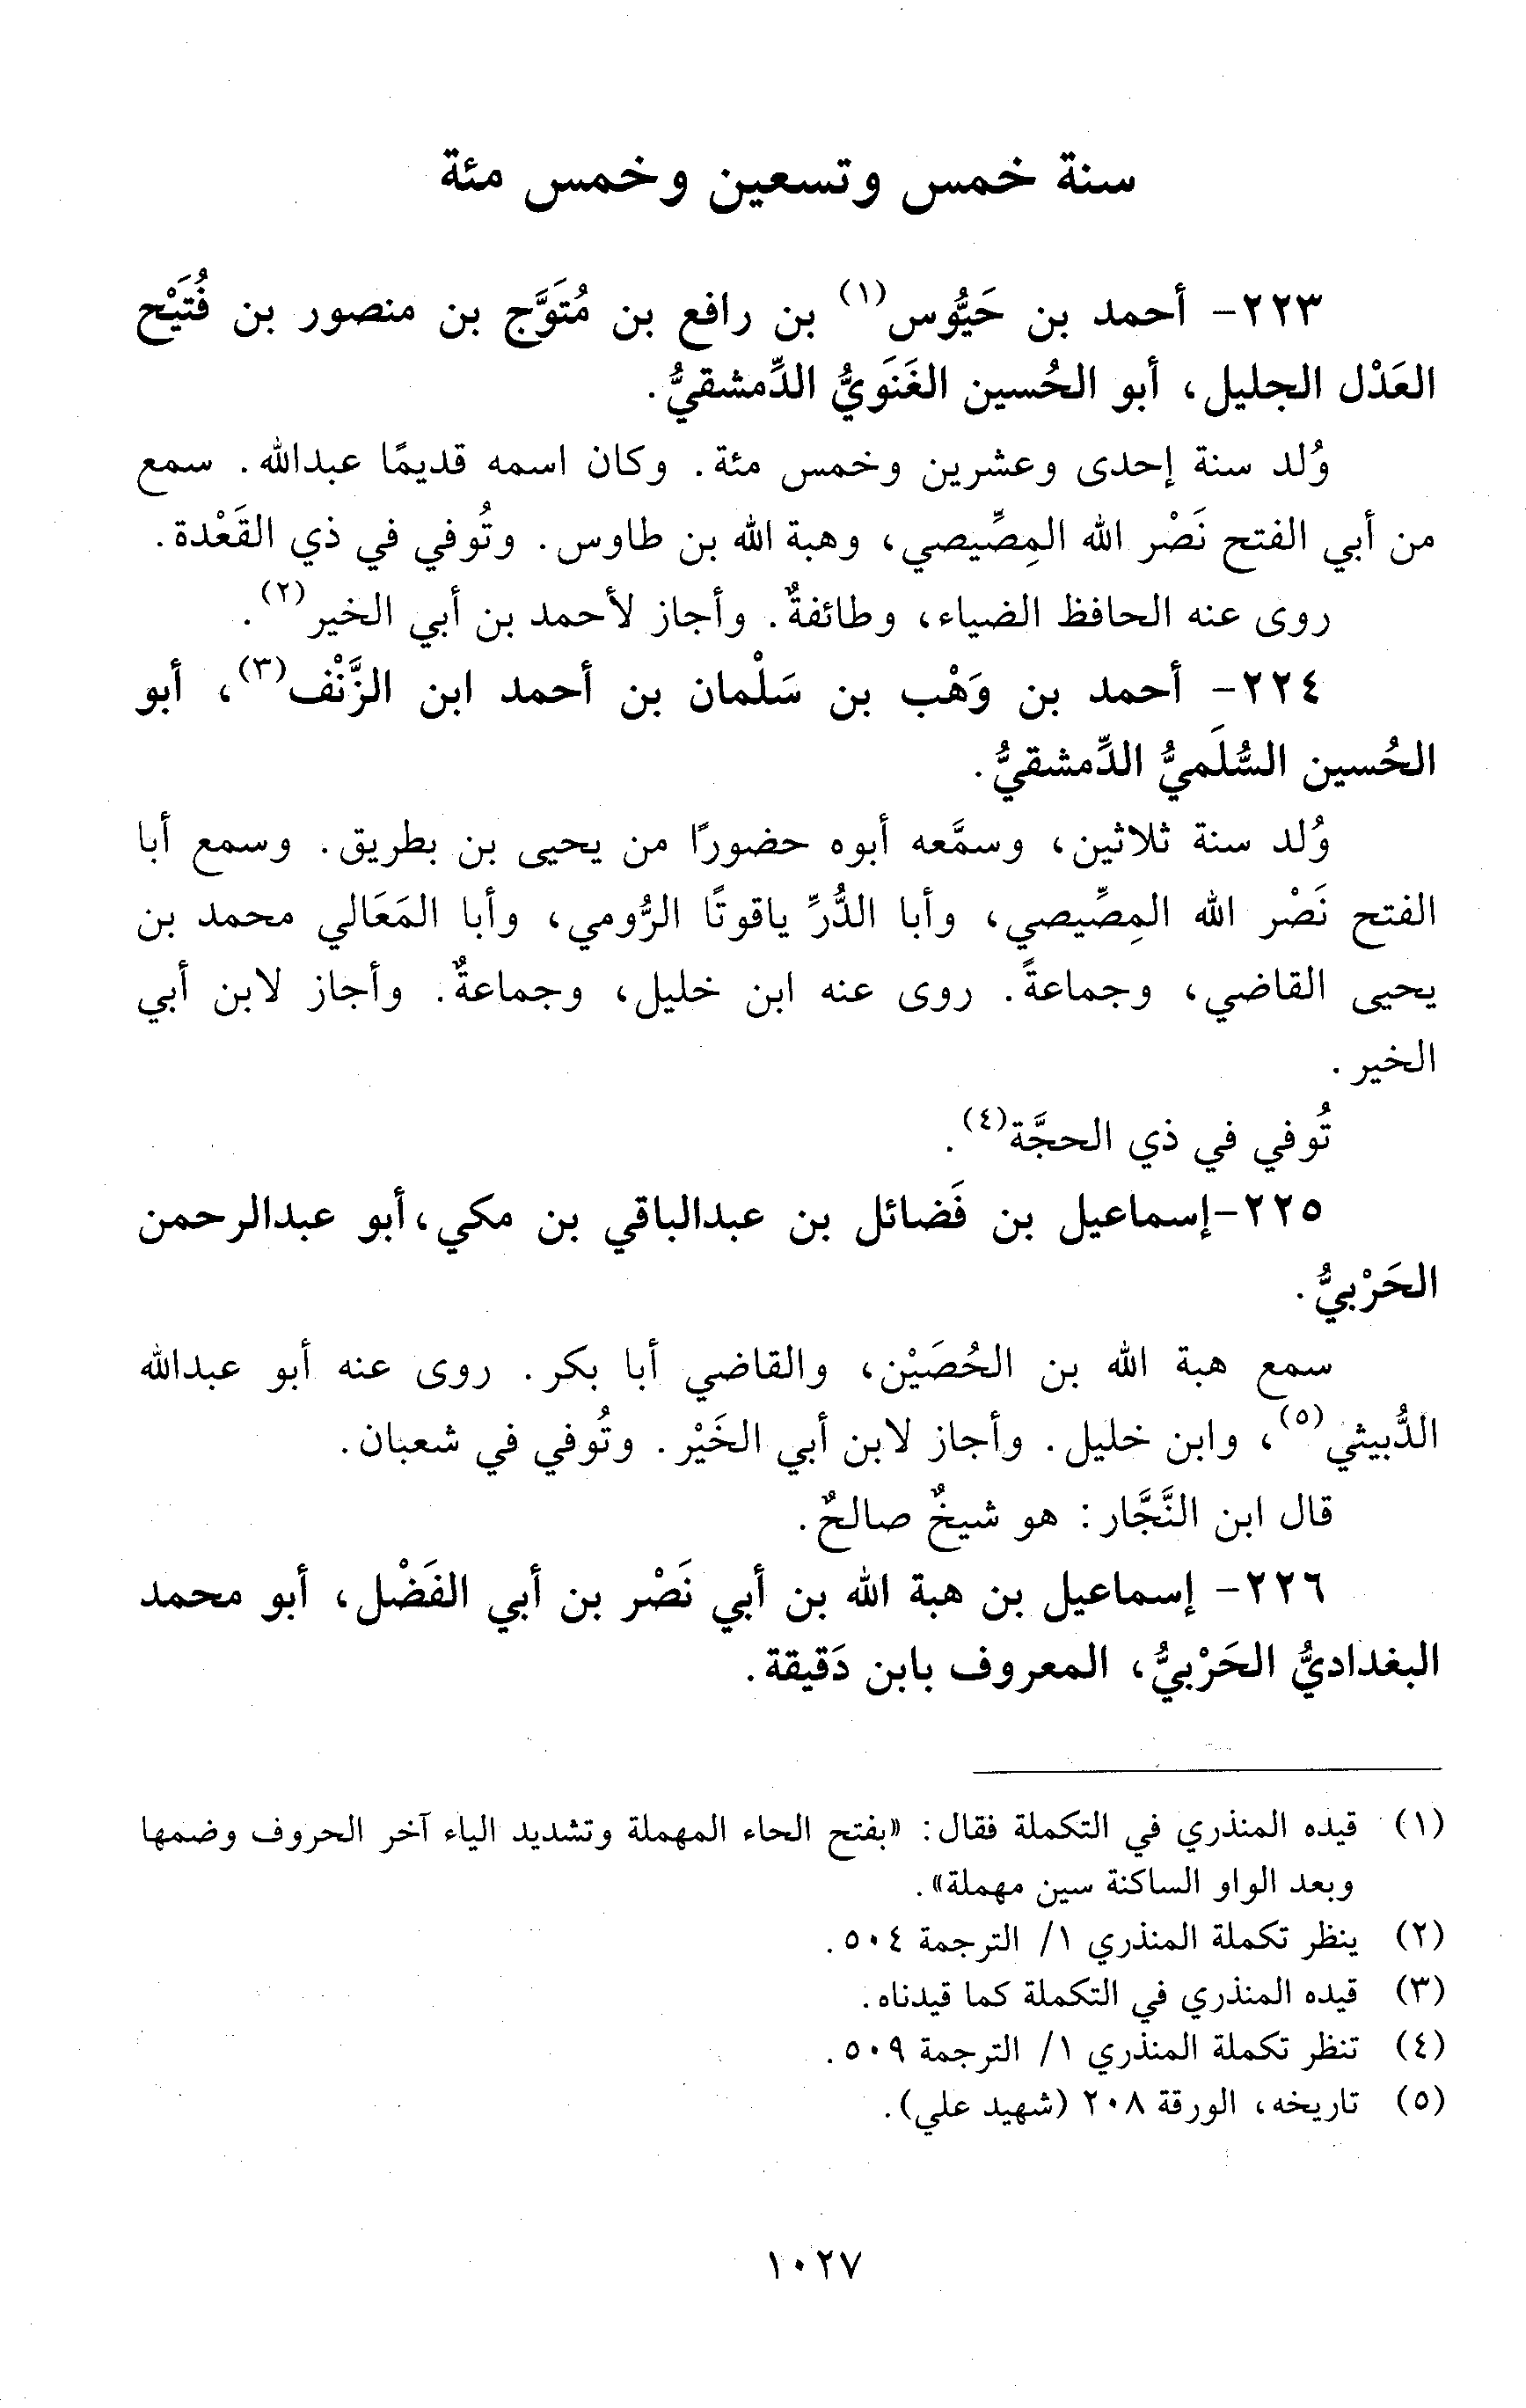 سنة خمس وتسعين وخمس مئة
٢٢٣- أحمد بن حَيُّوس(١) بن رافع بن مُتَوَّج بن منصور بن فُتَيْح
العَدْل الجليل، أبو الحُسين الغَنَويُّ الدِّمشقيُّ.
وُلد سنة إحدى وعشرين وخمس مئة. وكان اسمه قديمًا عبدالله. سمع
من أبي الفتح نَصْر الله المِصِّيصي، وهبة الله بن طاوس. وتُوفي في ذي القَعْدة.
روى عنه الحافظ الضياء، وطائفةٌ. وأجاز لأحمد بن أبي الخير(٢).
٢٢٤- أحمد بن وَهْب بن سَلْمان بن أحمد ابن الزَّنْف(٣)، أبو
الحُسين السُّلَميُّ الدِّمشقيُّ.
وُلد سنة ثلاثين، وسمَّعه أبوه حضورًا من يحيى بن بطريق. وسمع أبا
الفتح نَصْر الله المِصِّيصي، وأبا الدُّرِّ ياقوتًا الرُّومي، وأبا المَعَالي محمد بن
يحيى القاضي، وجماعةً. روى عنه ابن خليل، وجماعةٌ. وأجاز لابن أبي
الخير.
تُوفي في ذي الحجَّة(٤).
٢٢٥-إسماعيل بن فَضائل بن عبدالباقي بن مكي،أبو عبدالرحمن
الحَرْبيُّ.
سمع هبة الله بن الحُصَيْن، والقاضي أبا بكر. روى عنه أبو عبدالله
الدُّبيثي(٥)، وابن خليل. وأجاز لابن أبي الخَيْر. وتُوفي في شعبان.
قال ابن النَّجَّار: هو شيخٌ صالحٌ.
٢٢٦- إسماعيل بن هبة الله بن أبي نَصْر بن أبي الفَضْل، أبو محمد
البغداديُّ الحَرْبيُّ، المعروف بابن دَقيقة.
(١) قيده المنذري في التكملة فقال: «بفتح الحاء المهملة وتشديد الياء آخر الحروف وضمها
وبعد الواو الساكنة سين مهملة».
(٢) ينظر تكملة المنذري ١/ الترجمة ٥٠٤.
(٣) قيده المنذري في التكملة كما قيدناه.
(٤) تنظر تكملة المنذري ١/ الترجمة ٥٠٩.
(٥) تاريخه، الورقة ٢٠٨ (شهيد علي).
١٠٢٧